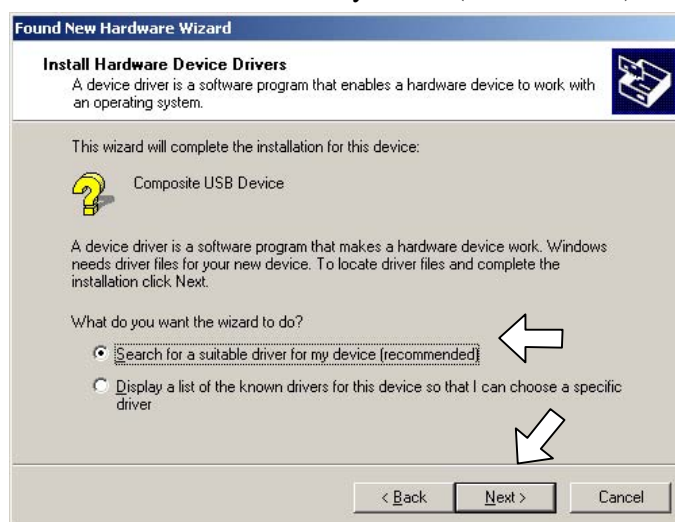 Found New Hardware Wizard
Install Hardware Device Drivers
A device driver is a software program that enables a hardware device to work with
an operating system.
This wizard will complete the installation for this device:
Composite USB Device
A device driver is a software program that makes a hardware device work. Windows
needs driver files for your new device. To locate driver files and complete the
installation click Next.
What do you want the wizard to do?
Search for a suitable driver for my device (recommended)
Display a list of the known drivers for this device so that I can choose a specific
driver
< Back Next > Cancel